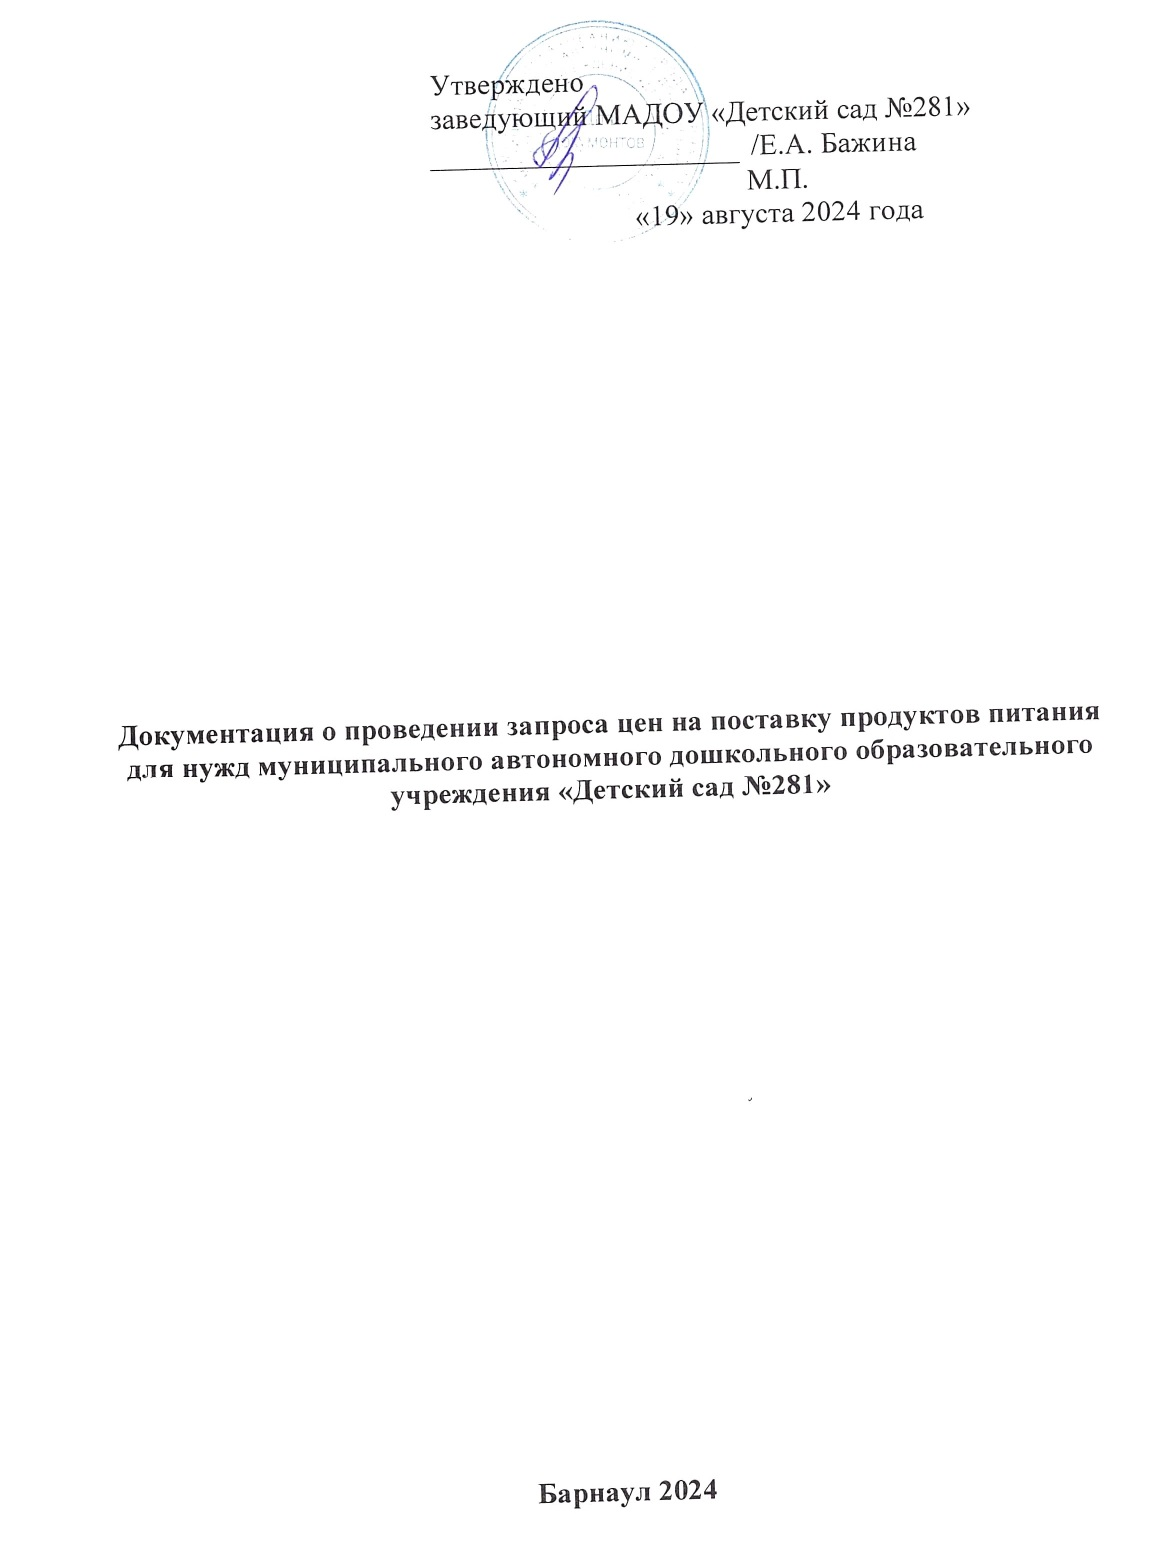 Утверждено
заведующий МАДОУ «Детский сад №281»
/Е.А. Бажина
М.П.
«19» августа 2024 года
Документация о проведении запроса цен на поставку продуктов питания
для нужд муниципального автономного дошкольного образовательного
учреждения «Детский сад №281»
Барнаул 2024